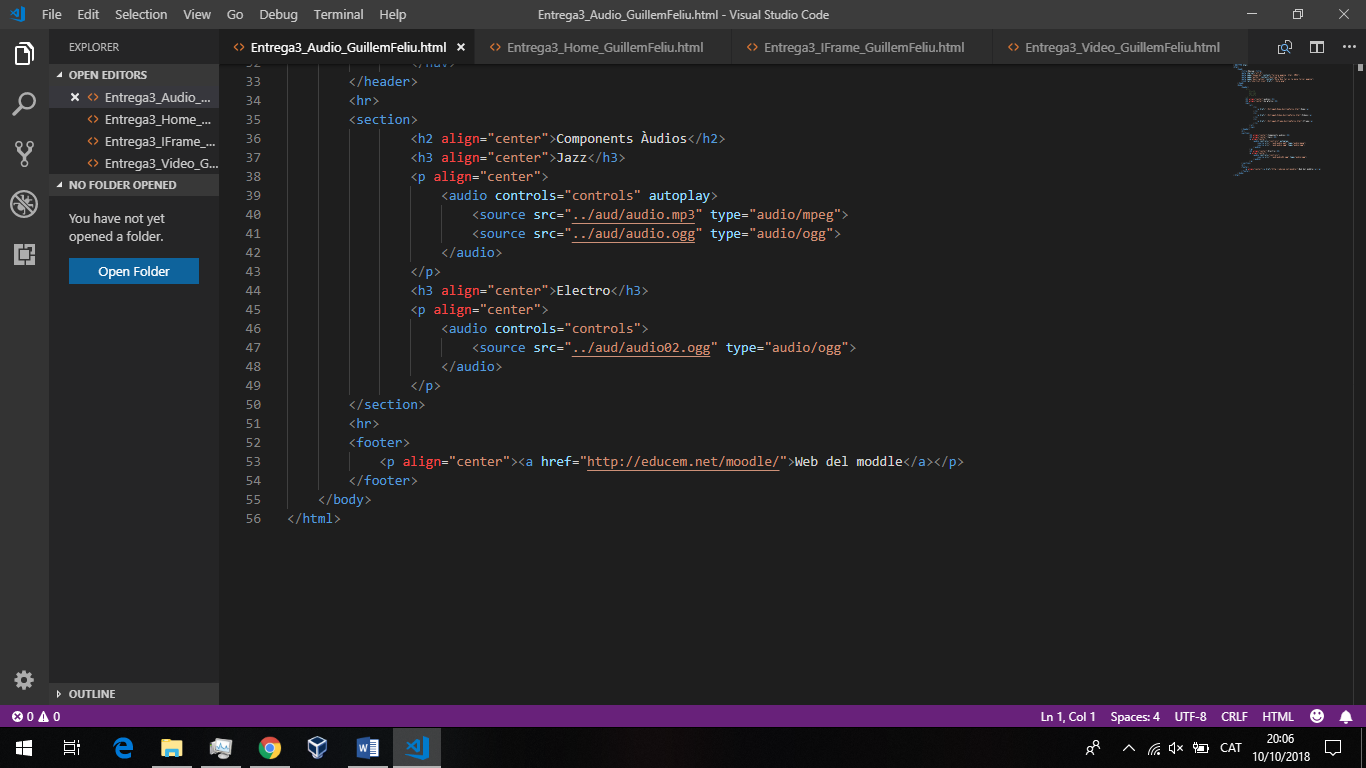 File Edit Selection View Go Debug Terminal Help Entrega3_Audio_GuillemFeliu.html - Visual Studio Code
EXPLORER
Entrega3_Audio_GuillemFeliu.html Entrega3_Home_GuillemFeliu.html Entrega3_IFrame_GuillemFeliu.html Entrega3_Video_GuillemFeliu.html
OPEN EDITORS
Entrega3_Audio_...
Entrega3_Home_...
Entrega3_IFrame_...
Entrega3_Video_G...
NO FOLDER OPENED
You have not yet
opened a folder.
Open Folder
OUTLINE
32 </nav>
33 </header>
34 <hr>
35 <section>
36 <h2 align="center">Components Àudios</h2>
37 <h3 align="center">Jazz</h3>
38 <p align="center">
39 <audio controls="controls" autoplay>
40 <source src="../aud/audio.mp3" type="audio/mpeg">
41 <source src="../aud/audio.ogg" type="audio/ogg">
42 </audio>
43 </p>
44 <h3 align="center">Electro</h3>
45 <p align="center">
46 <audio controls="controls">
47 <source src="../aud/audio02.ogg" type="audio/ogg">
48 </audio>
49 </p>
50 </section>
51 <hr>
52 <footer>
53 <p align="center"><a href="http://educem.net/moodle/">Web del moddle</a></p>
54 </footer>
55 </body>
56 </html>
0 0 Ln 1, Col 1 Spaces: 4 UTF-8 CRLF HTML
CAT
20:06
10/10/2018